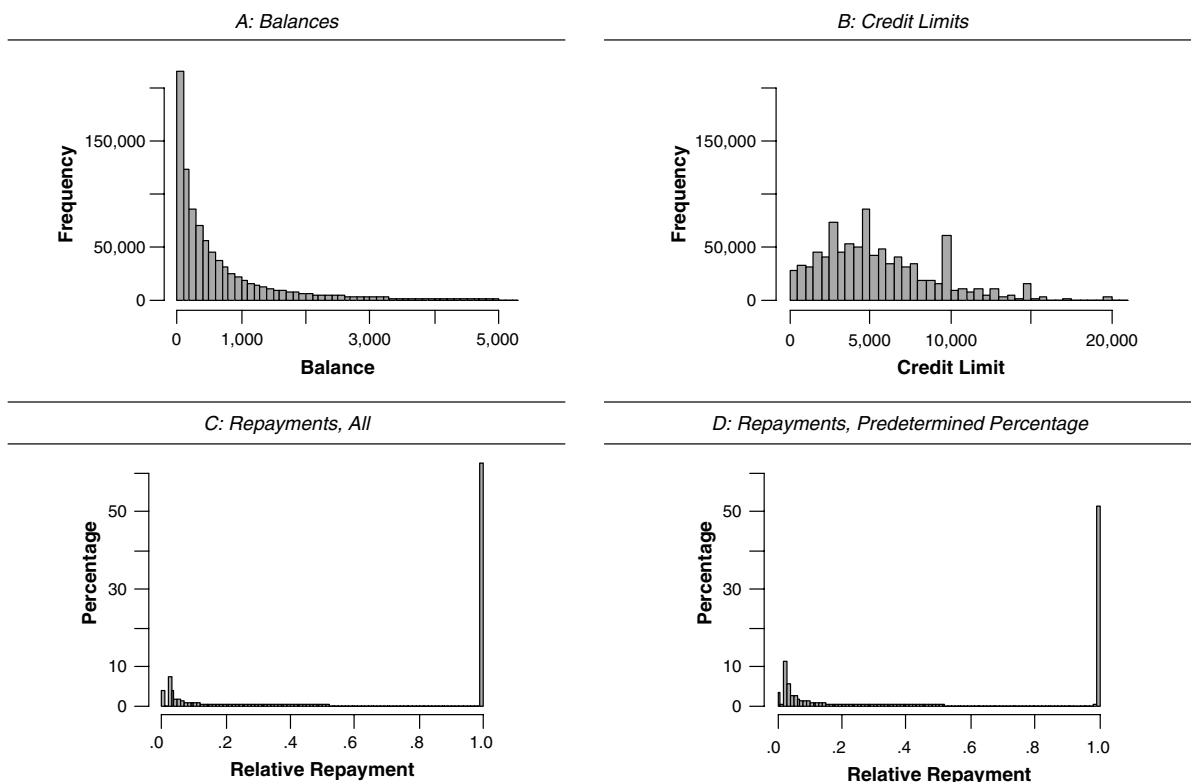 A: Balances
150,000
50,000
0
Frequency
0 1,000 3,000 5,000
Balance
B: Credit Limits
150,000
50,000
0
Frequency
0 5,000 10,000 20,000
Credit Limit
C: Repayments, All
50
30
10
0
Percentage
.0 .2 .4 .6 .8 1.0
Relative Repayment
D: Repayments, Predetermined Percentage
50
30
10
0
Percentage
.0 .2 .4 .6 .8 1.0
Relative Repayment